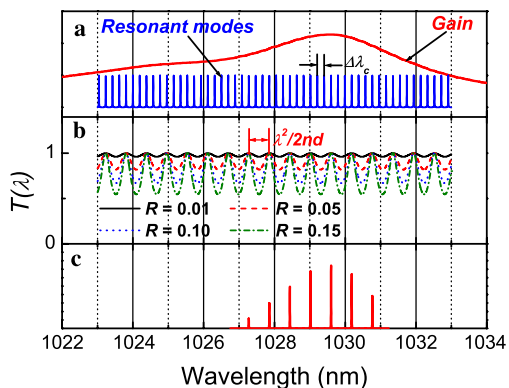 a
Resonant modes
Gain
Δλc
b
λ²/2nd
1
T(λ)
R = 0.01
R = 0.05
R = 0.10
R = 0.15
0
c
1022 1024 1026 1028 1030 1032 1034
Wavelength (nm)